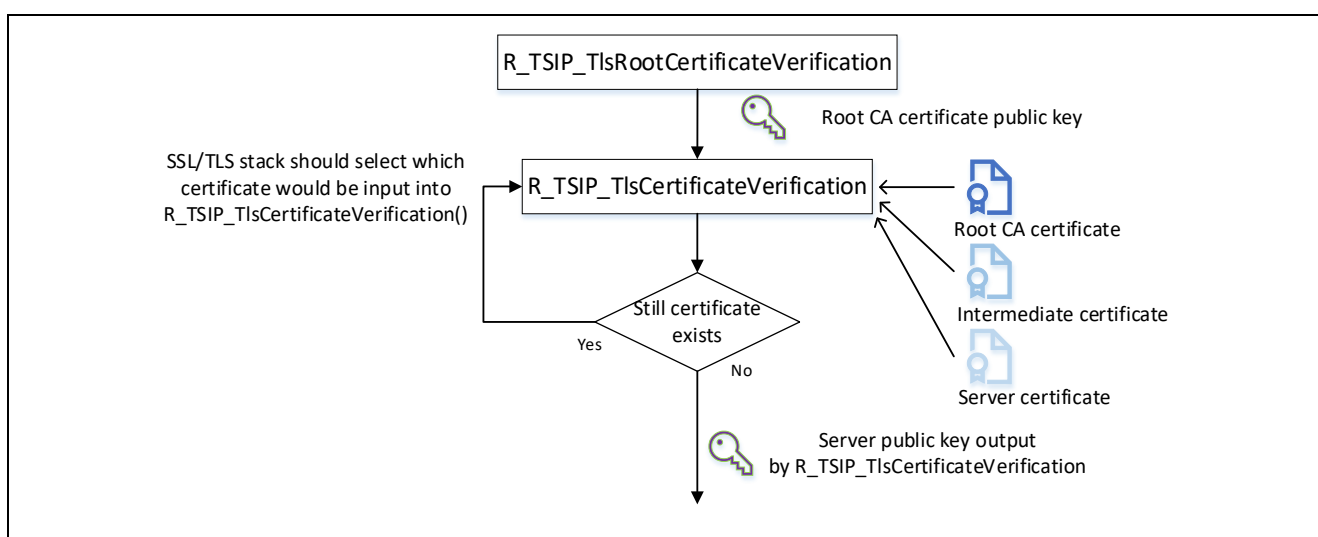 R_TSIP_TlsRootCertificateVerification
Root CA certificate public key
SSL/TLS stack should select which
certificate would be input into
R_TSIP_TlsCertificateVerification()
R_TSIP_TlsCertificateVerification
Root CA certificate
Still certificate
exists
Intermediate certificate
Yes
No
Server certificate
Server public key output
by R_TSIP_TlsCertificateVerification